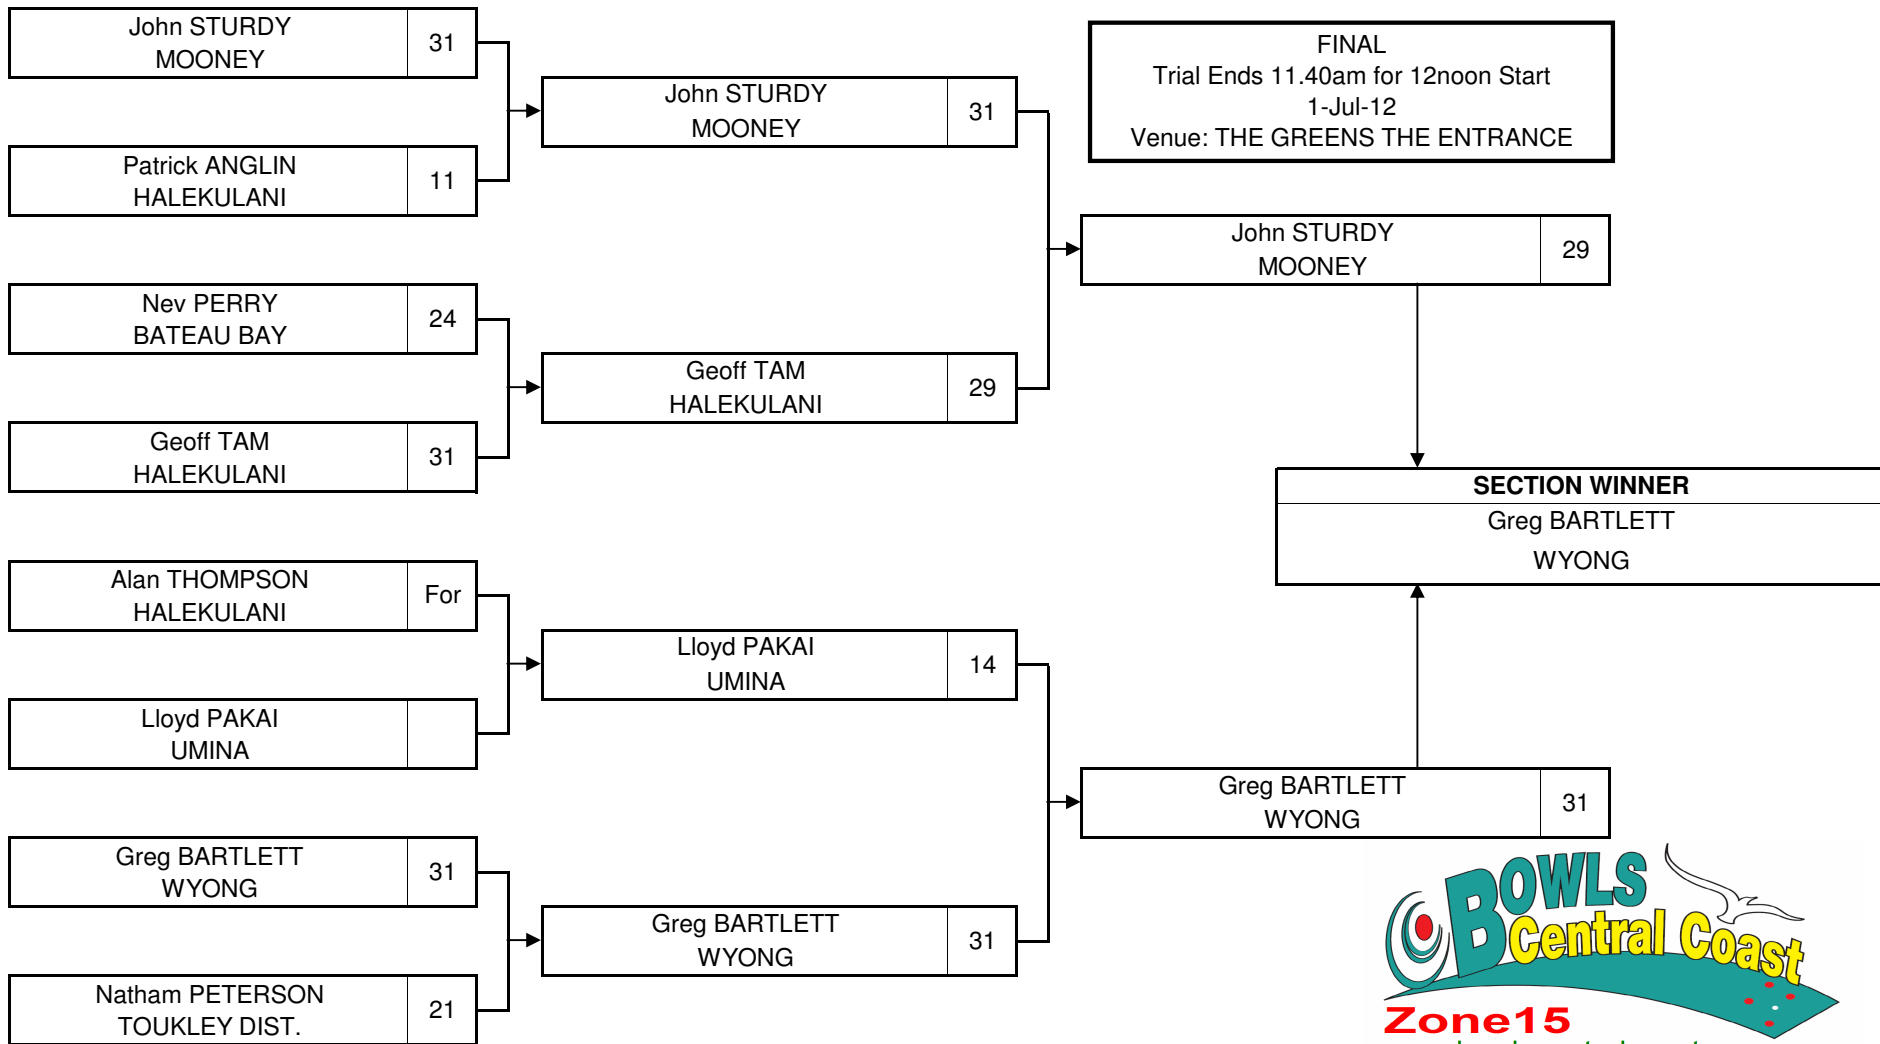 John STURDY
MOONEY
31
Patrick ANGLIN
HALEKULANI
11
Nev PERRY
BATEAU BAY
24
Geoff TAM
HALEKULANI
31
Alan THOMPSON
HALEKULANI
For
Lloyd PAKAI
UMINA
Greg BARTLETT
WYONG
31
Natham PETERSON
TOUKLEY DIST.
21
John STURDY
MOONEY
31
Geoff TAM
HALEKULANI
29
Lloyd PAKAI
UMINA
14
Greg BARTLETT
WYONG
31
FINAL
Trial Ends 11.40am for 12noon Start
1-Jul-12
Venue: THE GREENS THE ENTRANCE
John STURDY
MOONEY
29
Greg BARTLETT
WYONG
31
SECTION WINNER
Greg BARTLETT
WYONG
BOWLS
Central Coast
Zone15